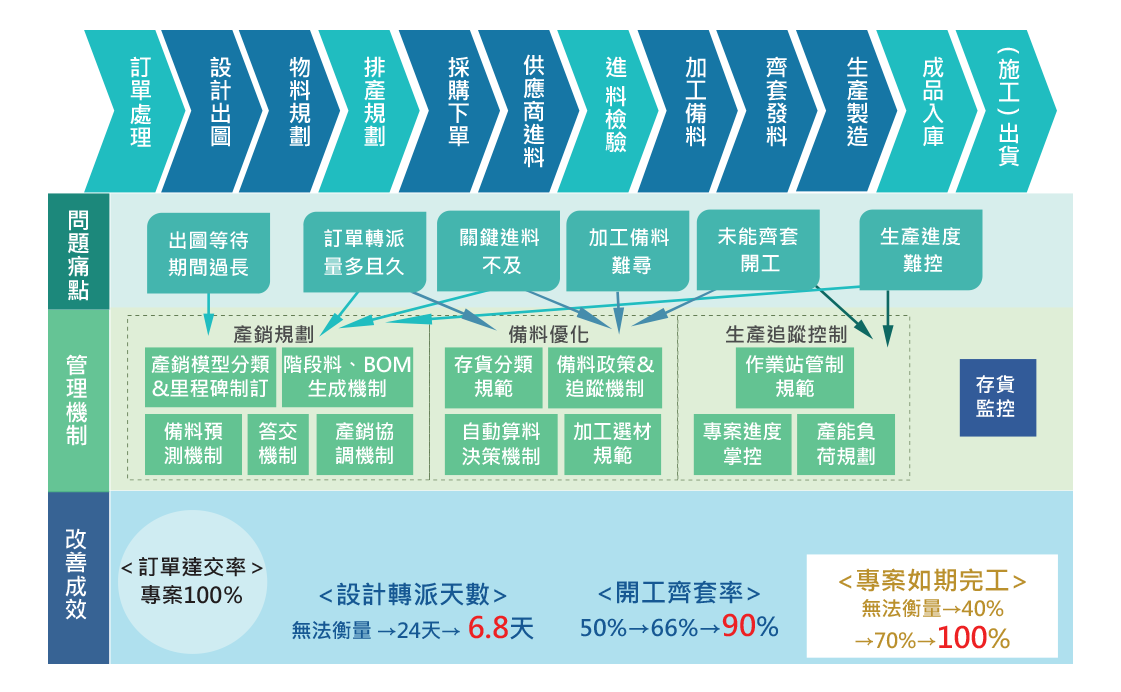 訂單處理
設計出圖
物料規劃
排產規劃
採購下單
供應商進料
進料檢驗
加工備料
齊套發料
生產製造
成品入庫
(施工)出貨
問題痛點
出圖等待
期間過長
訂單轉派
量多且久
關鍵進料
不及
加工備料
難尋
未能齊套
開工
生產進度
難控
管理機制
產銷規劃
產銷模型分類
&里程碑制訂
階段料、BOM
生成機制
備料預
測機制
答交
機制
產銷協
調機制
備料優化
存貨分類
規範
備料政策&
追蹤機制
自動算料
決策機制
加工選材
規範
生產追蹤控制
作業站管制
規範
專案進度
掌控
產能負
荷規劃
存貨
監控
改善成效
<訂單達交率>
專案100%
<設計轉派天數>
無法衡量→24天→ 6.8天
<開工齊套率>
50%→66%→90%
<專案如期完工>
無法衡量→40%
→70%→100%